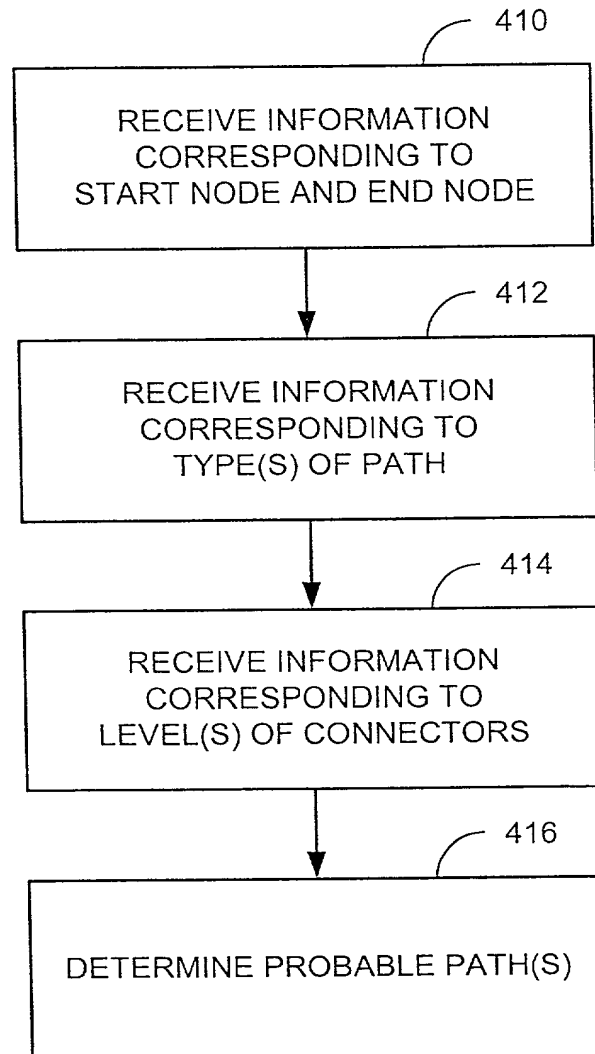 410
RECEIVE INFORMATION
CORRESPONDING TO
START NODE AND END NODE
412
RECEIVE INFORMATION
CORRESPONDING TO
TYPE(S) OF PATH
414
RECEIVE INFORMATION
CORRESPONDING TO
LEVEL(S) OF CONNECTORS
416
DETERMINE PROBABLE PATH(S)